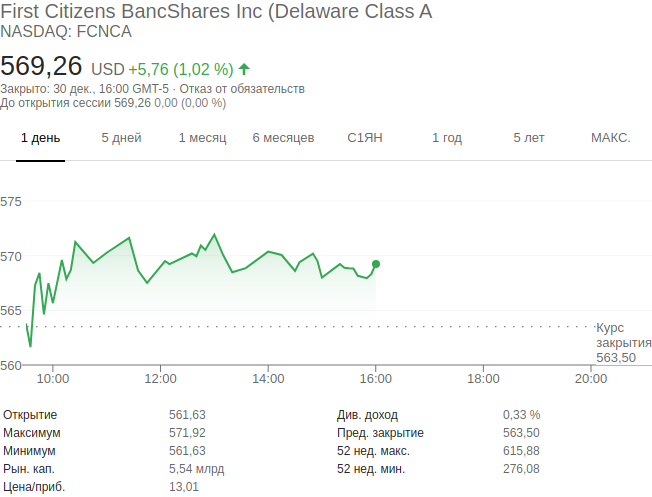 First Citizens BancShares Inc (Delaware Class A
NASDAQ: FCNCA
569,26 USD +5,76 (1,02 %)
Закрыто: 30 дек., 16:00 GMT-5 · Отказ от обязательств
До открытия сессии 569,26 0,00 (0,00 %)
1 день 5 дней 1 месяц 6 месяцев С1ЯН 1 год 5 лет МАКС.
575
570
565
Курс
закрытия
563,50
560
10:00 12:00 14:00 16:00 18:00 20:00
Открытие 561,63 Див. доход 0,33 %
Максимум 571,92 Пред. закрытие 563,50
Минимум 561,63 52 нед. макс. 615,88
Рын. кап. 5,54 млрд 52 нед. мин. 276,08
Цена/приб. 13,01